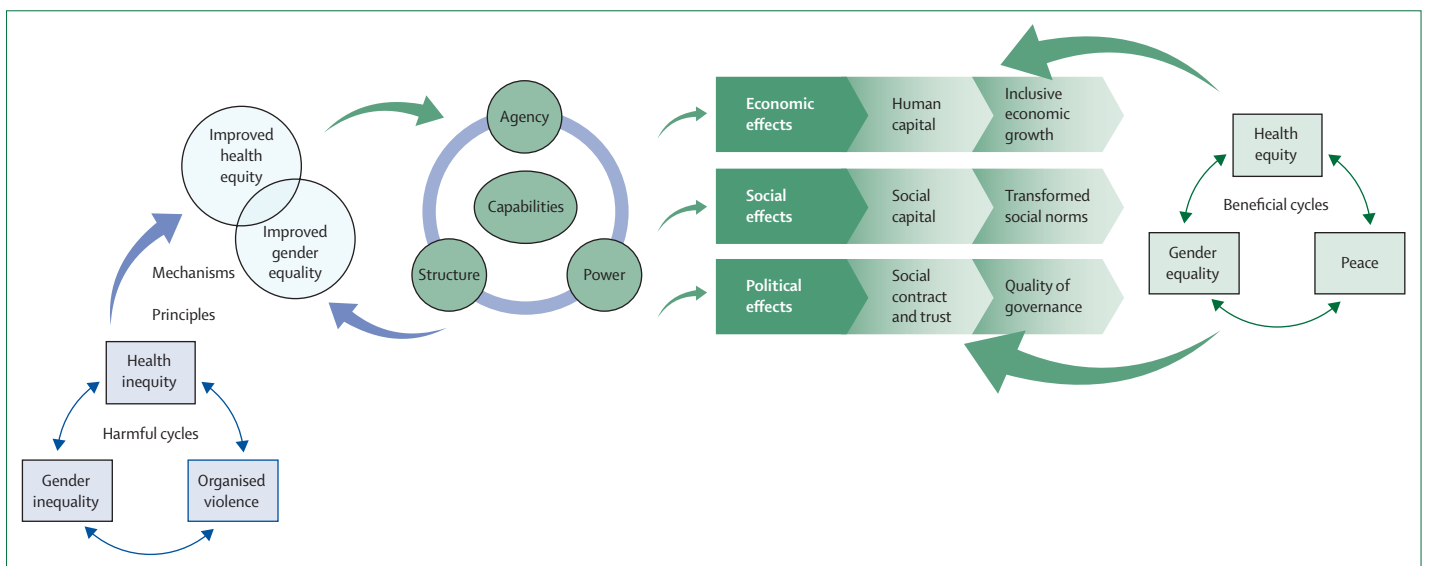 Improved
health
equity
Improved
gender
equality
Mechanisms
Principles
Health
inequity
Harmful cycles
Gender
inequality
Organised
violence
Agency
Capabilities
Structure
Power
Economic
effects
Human
capital
Inclusive
economic
growth
Social
effects
Social
capital
Transformed
social norms
Political
effects
Social
contract
and trust
Quality of
governance
Health
equity
Beneficial cycles
Gender
equality
Peace